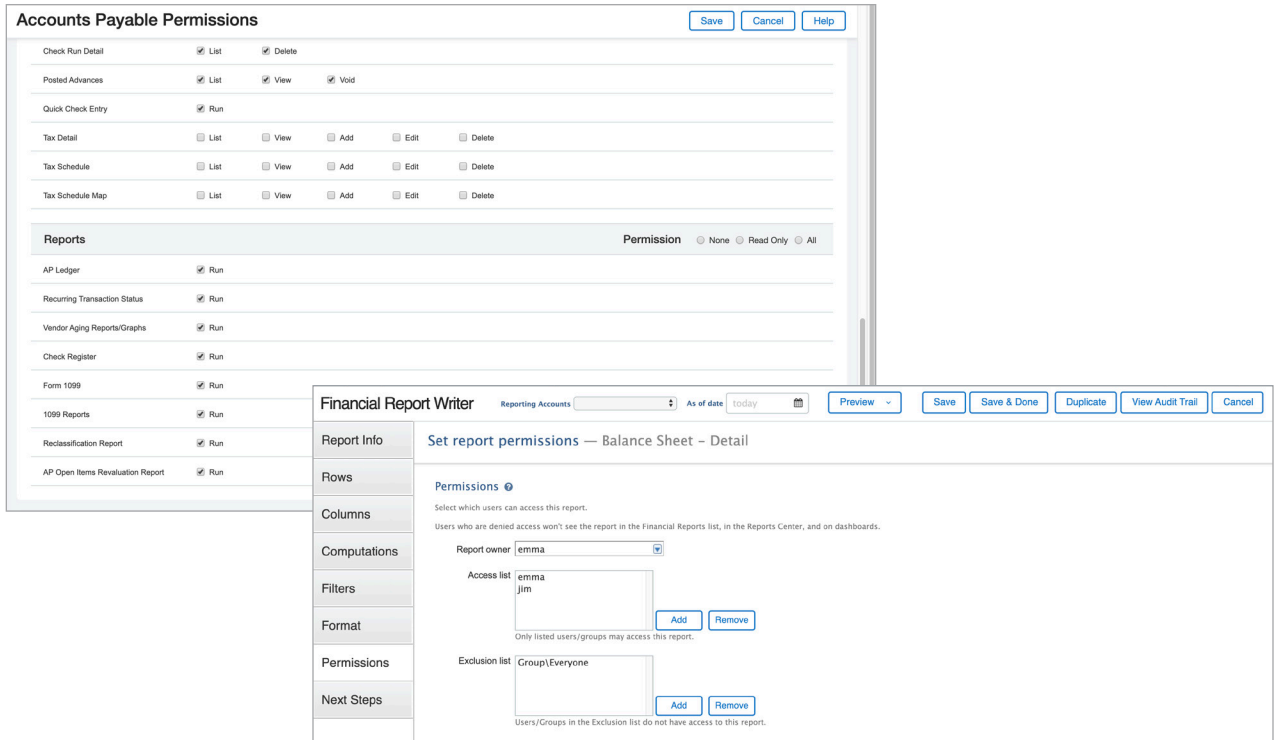 Accounts Payable Permissions Save Cancel Help
Check Run Detail List Delete
Posted Advances List View Void
Quick Check Entry Run
Tax Detail List View Add Edit Delete
Tax Schedule List View Add Edit Delete
Tax Schedule Map List View Add Edit Delete
Reports Permission None Read Only All
AP Ledger Run
Recurring Transaction Status Run
Vendor Aging Reports/Graphs Run
Check Register Run
Form 1099 Run
1099 Reports Run
Reclassification Report Run
AP Open Items Revaluation Report Run
Financial Report Writer Reporting Accounts As of date today Preview Save Save & Done Duplicate View Audit Trail Cancel
Report Info
Rows
Columns
Computations
Filters
Format
Permissions
Next Steps
Set report permissions — Balance Sheet – Detail
Permissions
Select which users can access this report.
Users who are denied access won't see the report in the Financial Reports list, in the Reports Center, and on dashboards.
Report owner emma
Access list emma
jim
Add Remove
Only listed users/groups may access this report.
Exclusion list Group\Everyone
Add Remove
Users/Groups in the Exclusion list do not have access to this report.